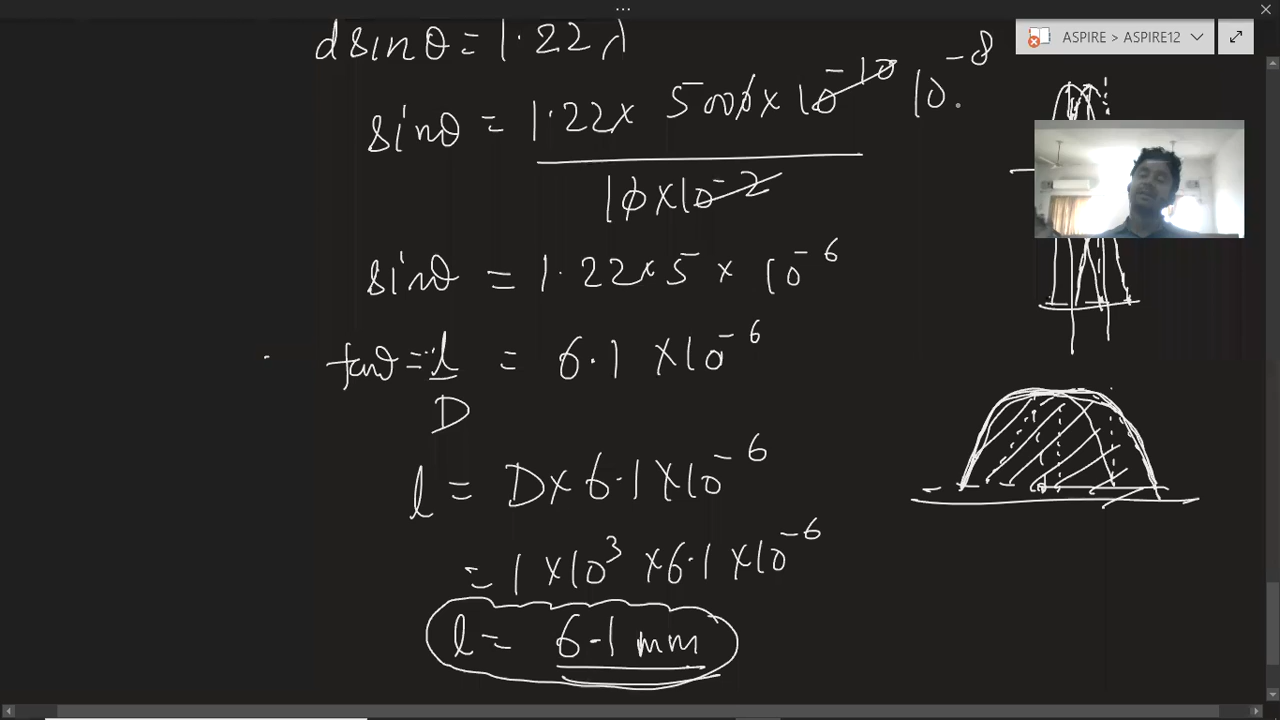 d sinθ = 1.22 λ
ASPIRE > ASPIRE12
sinθ = 1.22 x 5000 x 10^-10 10^-8
10 x 10^-2
sinθ = 1.22 x 5 x 10^-6
tanθ = l/D = 6.1 x 10^-6
l = D x 6.1 x 10^-6
= 1 x 10^3 x 6.1 x 10^-6
l = 6.1 mm